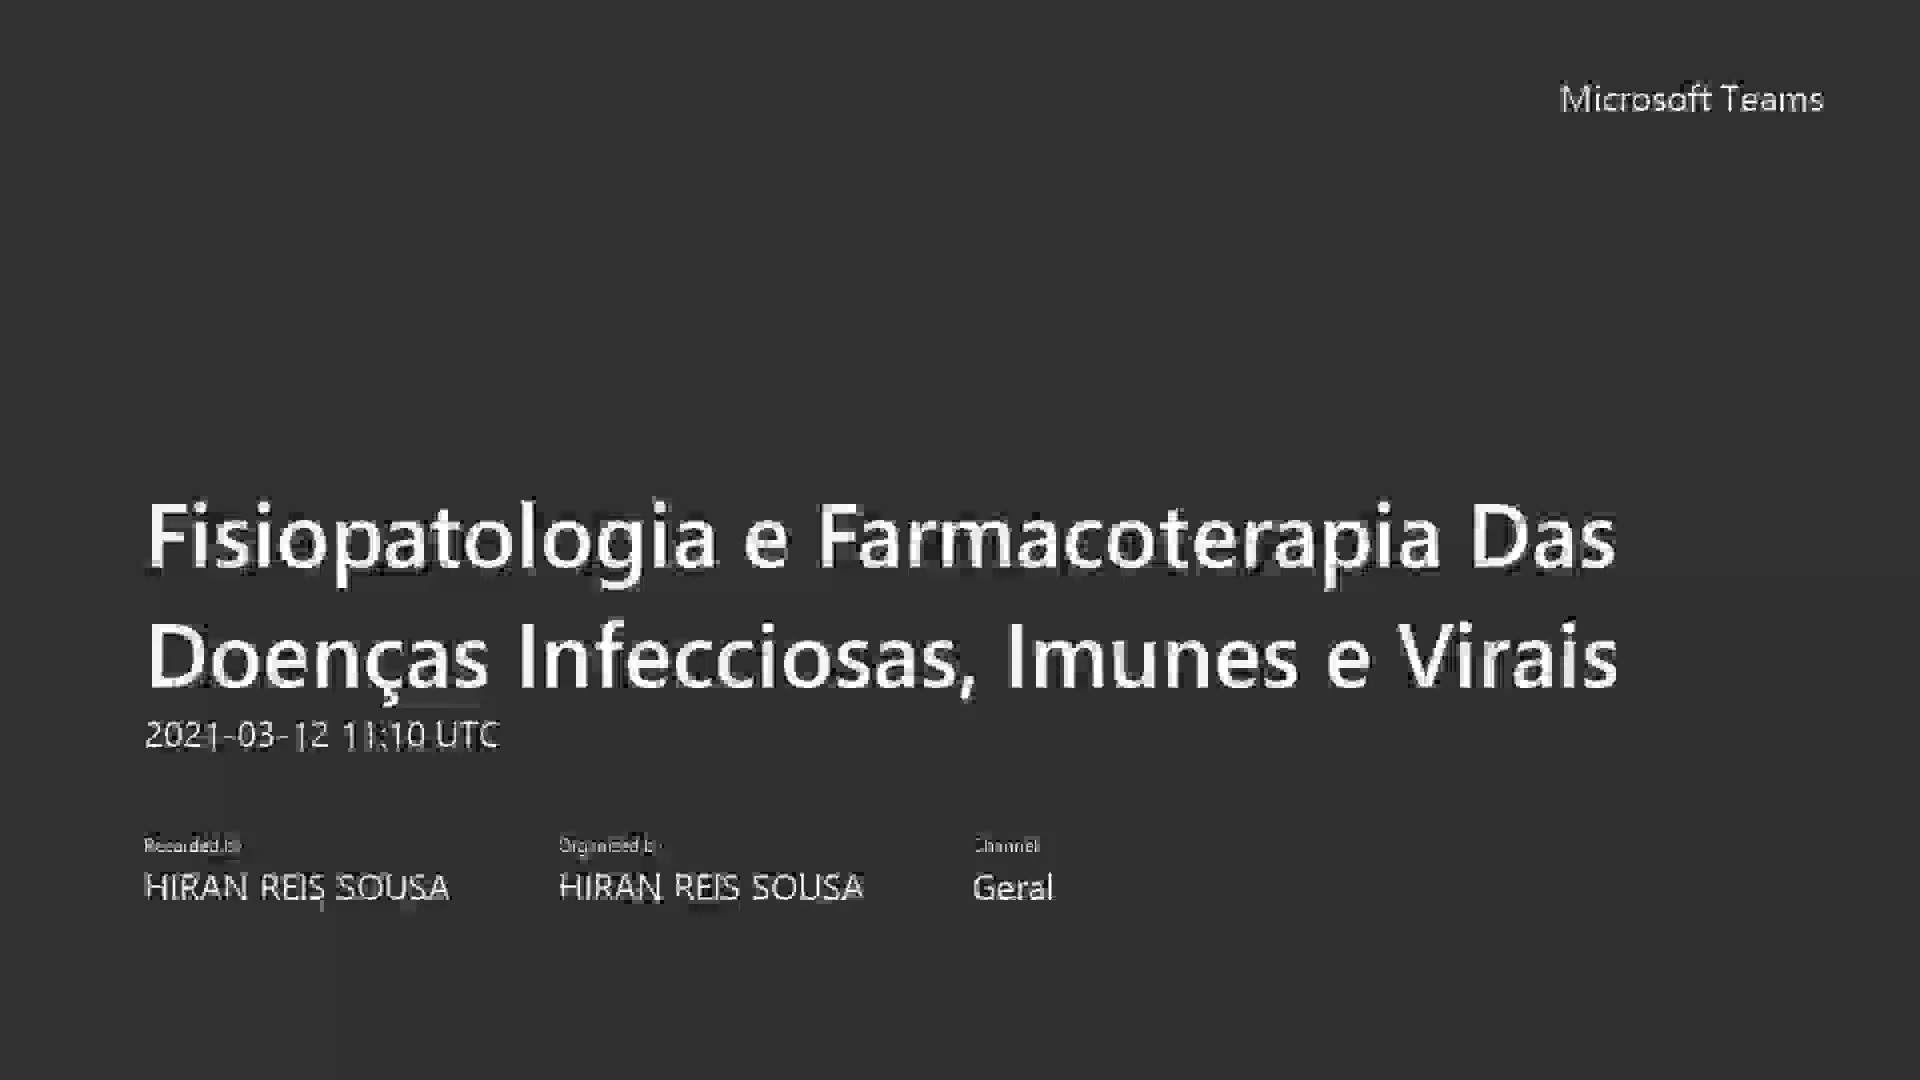 Microsoft Teams
Fisiopatologia e Farmacoterapia Das
Doenças Infecciosas, Imunes e Virais
2021-03-12 11:10 UTC
Recorded by
Organized by
Channel
HIRAN REIS SOUSA
HIRAN REIS SOUSA
Geral